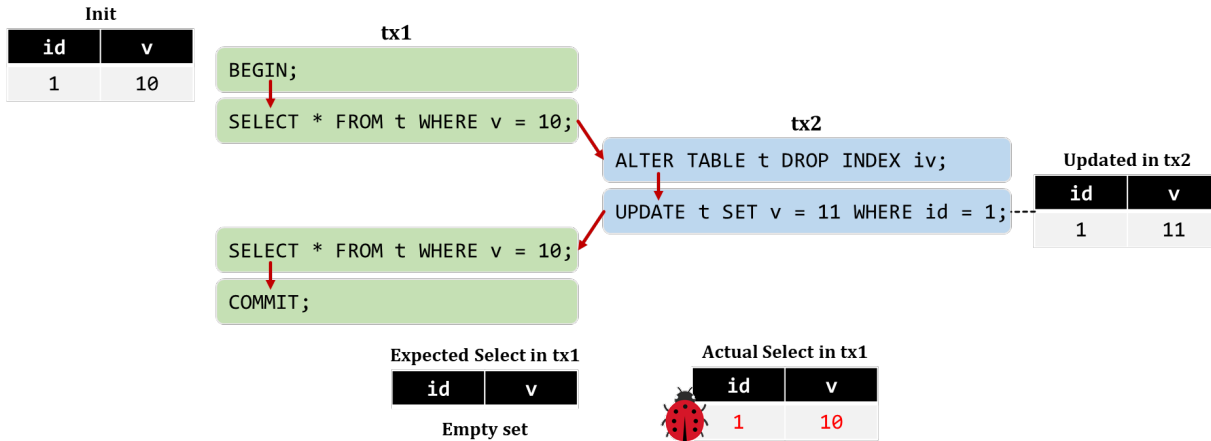 Init
id v
1 10
tx1
BEGIN;
SELECT * FROM t WHERE v = 10;
tx2
ALTER TABLE t DROP INDEX iv;
UPDATE t SET v = 11 WHERE id = 1;
Updated in tx2
id v
1 11
SELECT * FROM t WHERE v = 10;
COMMIT;
Expected Select in tx1
id v
Empty set
Actual Select in tx1
id v
1 10